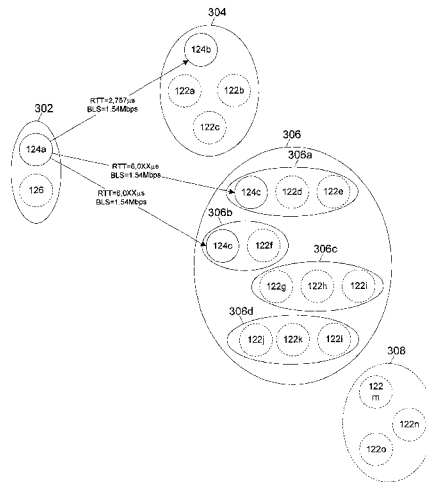 304
124b
RTT=2,757µs
BLS=1.54Mbps
122a
122b
122c
302
124a
126
306
306a
RTT=6,0XXµs
BLS=1.54Mbps
124c
122d
122e
RTT=6,0XXµs
BLS=1.54Mbps
306b
124c
122f
306c
122g
122h
122i
306d
122j
122k
122l
308
122
m
122n
122o